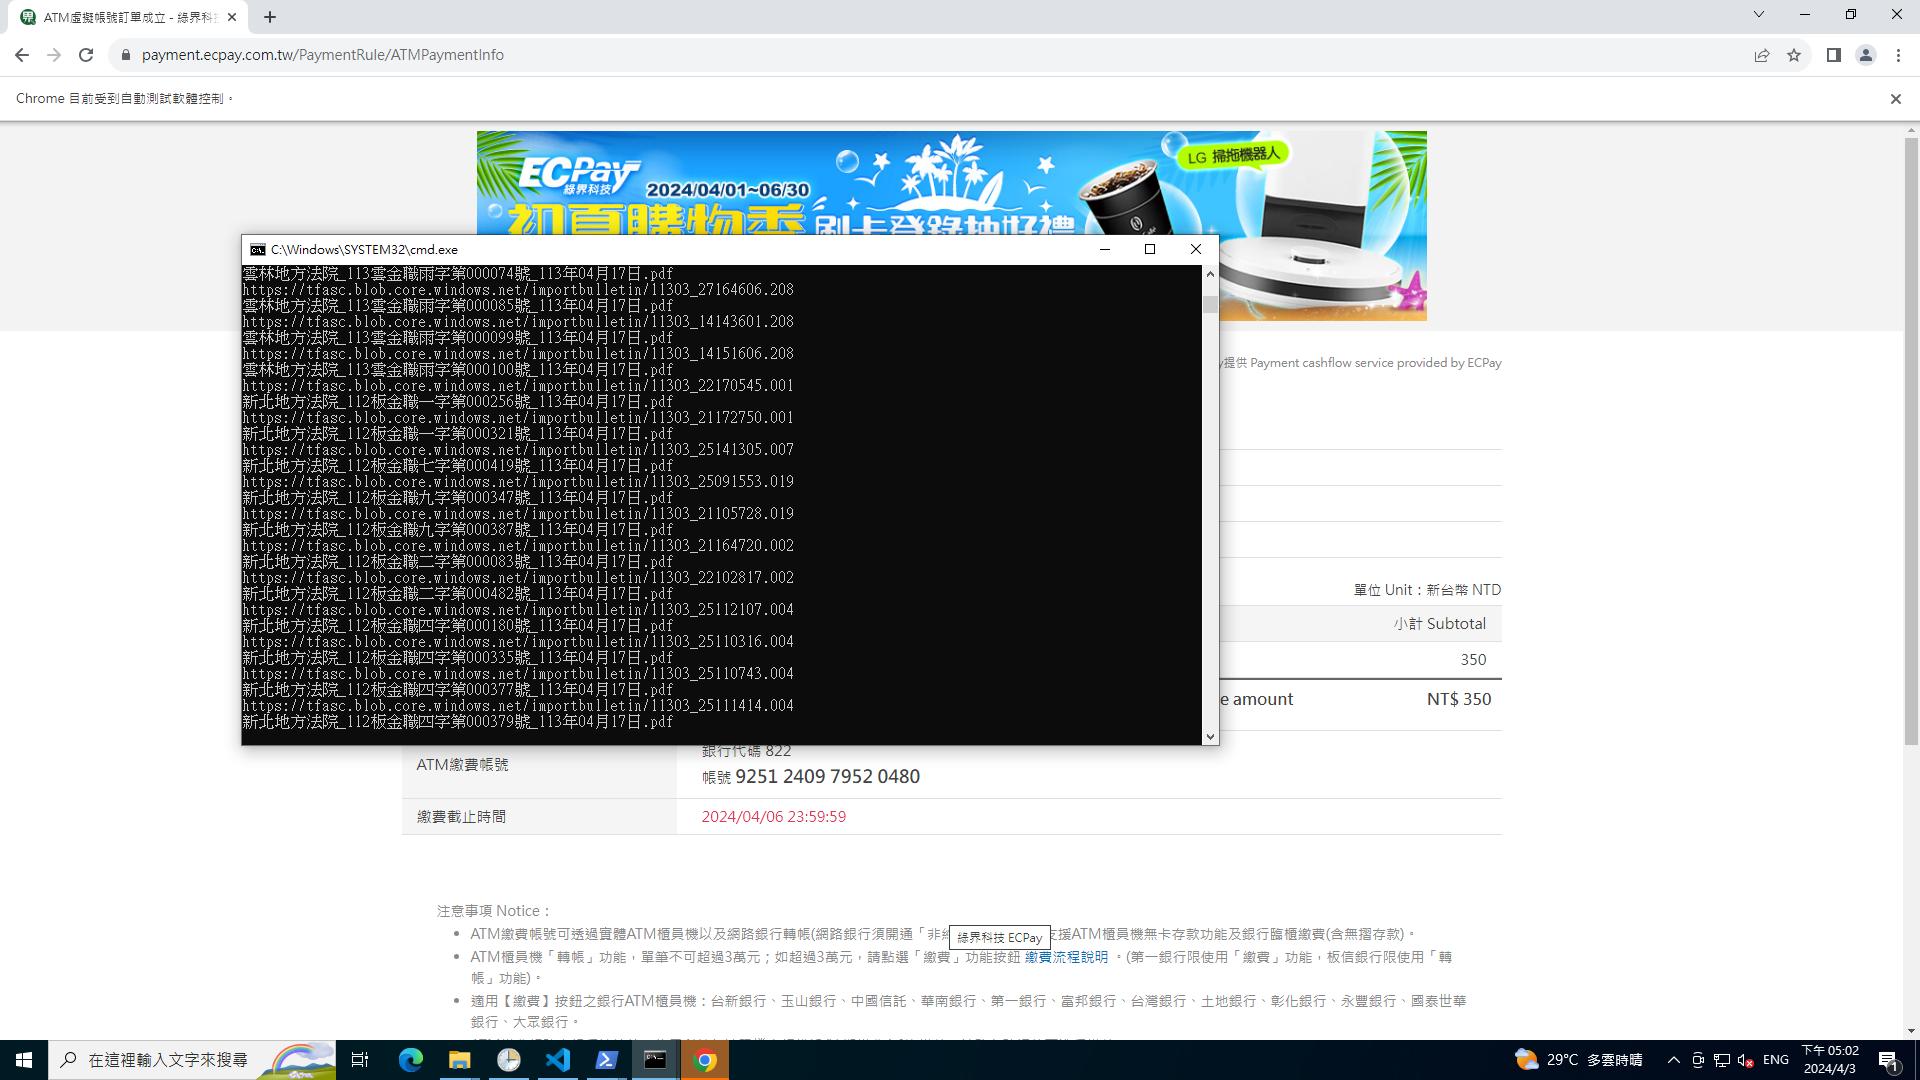 ATM虛擬帳號訂單成立 - 綠界科技
payment.ecpay.com.tw/PaymentRule/ATMPaymentInfo
Chrome 目前受到自動測試軟體控制。
ECPay
綠界科技
2024/04/01~06/30
LG 掃拖機器人
初夏購物季 刷卡登錄抽好禮
C:\Windows\SYSTEM32\cmd.exe
雲林地方法院_113雲金職雨字第000074號_113年04月17日.pdf
https://tfasc.blob.core.windows.net/importbulletin/11303_27164606.208
雲林地方法院_113雲金職雨字第000085號_113年04月17日.pdf
https://tfasc.blob.core.windows.net/importbulletin/11303_14143601.208
雲林地方法院_113雲金職雨字第000099號_113年04月17日.pdf
https://tfasc.blob.core.windows.net/importbulletin/11303_14151606.208
雲林地方法院_113雲金職雨字第000100號_113年04月17日.pdf
https://tfasc.blob.core.windows.net/importbulletin/11303_22170545.001
新北地方法院_112板金職一字第000256號_113年04月17日.pdf
https://tfasc.blob.core.windows.net/importbulletin/11303_21172750.001
新北地方法院_112板金職一字第000321號_113年04月17日.pdf
https://tfasc.blob.core.windows.net/importbulletin/11303_25141305.007
新北地方法院_112板金職七字第000419號_113年04月17日.pdf
https://tfasc.blob.core.windows.net/importbulletin/11303_25091553.019
新北地方法院_112板金職九字第000347號_113年04月17日.pdf
https://tfasc.blob.core.windows.net/importbulletin/11303_21105728.019
新北地方法院_112板金職九字第000387號_113年04月17日.pdf
https://tfasc.blob.core.windows.net/importbulletin/11303_21164720.002
新北地方法院_112板金職二字第000083號_113年04月17日.pdf
https://tfasc.blob.core.windows.net/importbulletin/11303_22102817.002
新北地方法院_112板金職二字第000482號_113年04月17日.pdf
https://tfasc.blob.core.windows.net/importbulletin/11303_25112107.004
新北地方法院_112板金職四字第000180號_113年04月17日.pdf
https://tfasc.blob.core.windows.net/importbulletin/11303_25110316.004
新北地方法院_112板金職四字第000335號_113年04月17日.pdf
https://tfasc.blob.core.windows.net/importbulletin/11303_25110743.004
新北地方法院_112板金職四字第000377號_113年04月17日.pdf
https://tfasc.blob.core.windows.net/importbulletin/11303_25111414.004
新北地方法院_112板金職四字第000379號_113年04月17日.pdf
y提供 Payment cashflow service provided by ECPay
單位 Unit：新台幣 NTD
小計 Subtotal
350
e amount NT$ 350
ATM繳費帳號
銀行代碼 822
帳號 9251 2409 7952 0480
繳費截止時間 2024/04/06 23:59:59
注意事項 Notice：
ATM繳費帳號可透過實體ATM櫃員機以及網路銀行轉帳(網路銀行須開通「非 支援ATM櫃員機無卡存款功能及銀行臨櫃繳費(含無摺存款)。
綠界科技 ECPay
ATM櫃員機「轉帳」功能，單筆不可超過3萬元；如超過3萬元，請點選「繳費」功能按鈕 繳費流程說明 。(第一銀行限使用「繳費」功能，板信銀行限使用「轉
帳」功能)。
適用【繳費】按鈕之銀行ATM櫃員機：台新銀行、玉山銀行、中國信託、華南銀行、第一銀行、富邦銀行、台灣銀行、土地銀行、彰化銀行、永豐銀行、國泰世華
銀行、大眾銀行。
在這裡輸入文字來搜尋
29°C 多雲時晴
ENG
下午 05:02
2024/4/3
1